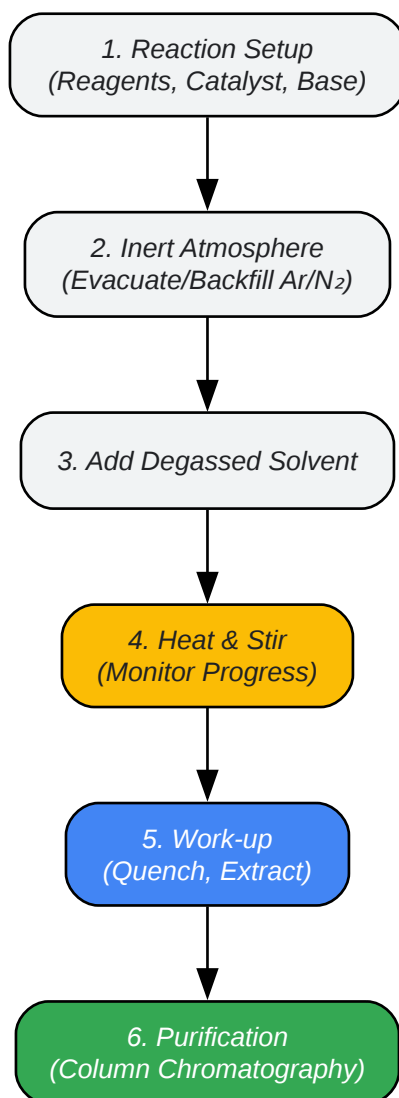 1. Reaction Setup
(Reagents, Catalyst, Base)
2. Inert Atmosphere
(Evacuate/Backfill Ar/N₂)
3. Add Degassed Solvent
4. Heat & Stir
(Monitor Progress)
5. Work-up
(Quench, Extract)
6. Purification
(Column Chromatography)